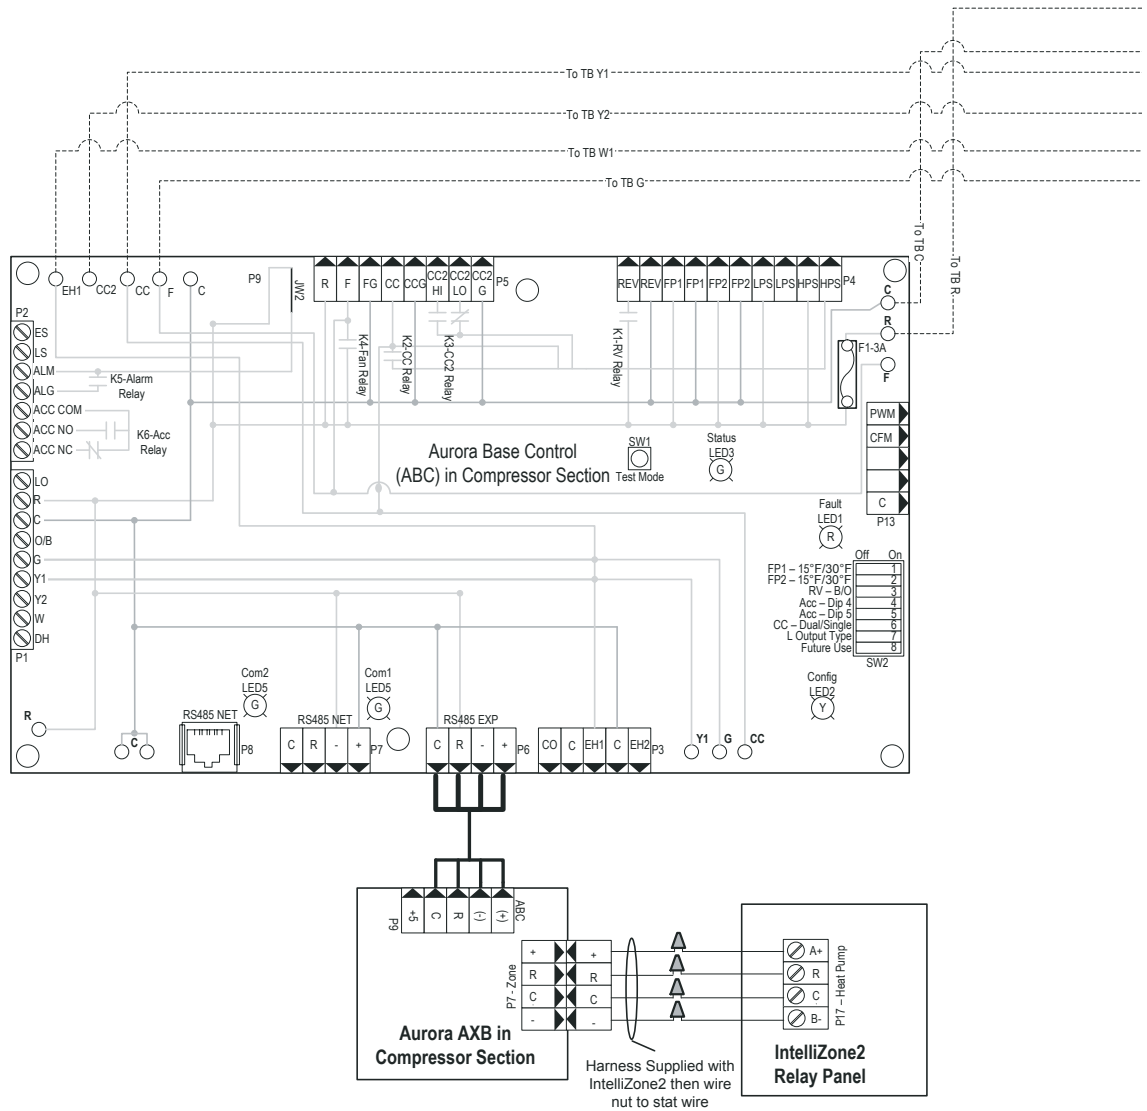 To TB Y1
To TB Y2
To TB W1
To TB G
To TB C
To TB R
EH1
CC2
CC
F
C
P9
JW2
R
F
FG
CC
CCG
CC2 HI
CC2 LO
CC2 G
P5
REV
REV
FP1
FP1
FP2
FP2
LPS
LPS
HPS
HPS
P4
C
R
F1-3A
F
P2
ES
LS
ALM
ALG
ACC COM
ACC NO
ACC NC
K5-Alarm
Relay
K6-Acc
Relay
K4-Fan Relay
K2-CC Relay
K3-CC2 Relay
K1-RV Relay
Aurora Base Control
(ABC) in Compressor Section
SW1
Test Mode
Status
LED3
G
PWM
CFM
C
P13
LO
R
C
O/B
G
Y1
Y2
W
DH
P1
Fault
LED1
R
Off On
FP1 – 15°F/30°F 1
FP2 – 15°F/30°F 2
RV – B/O 3
Acc – Dip 4 4
Acc – Dip 5 5
CC – Dual/Single 6
L Output Type 7
Future Use 8
SW2
Config
LED2
Y
Com2
LED5
G
Com1
LED5
G
R
C
RS485 NET
P8
RS485 NET
C
R
-
+
P7
RS485 EXP
C
R
-
+
P6
CO
C
EH1
C
EH2
P3
Y1
G
CC
P9
+5
C
R
(-)
(+)
ABC
P7 - Zone
+
R
C
-
+
R
C
-
Aurora AXB in
Compressor Section
Harness Supplied with
IntelliZone2 then wire
nut to stat wire
A+
R
C
B-
P17 – Heat Pump
IntelliZone2
Relay Panel